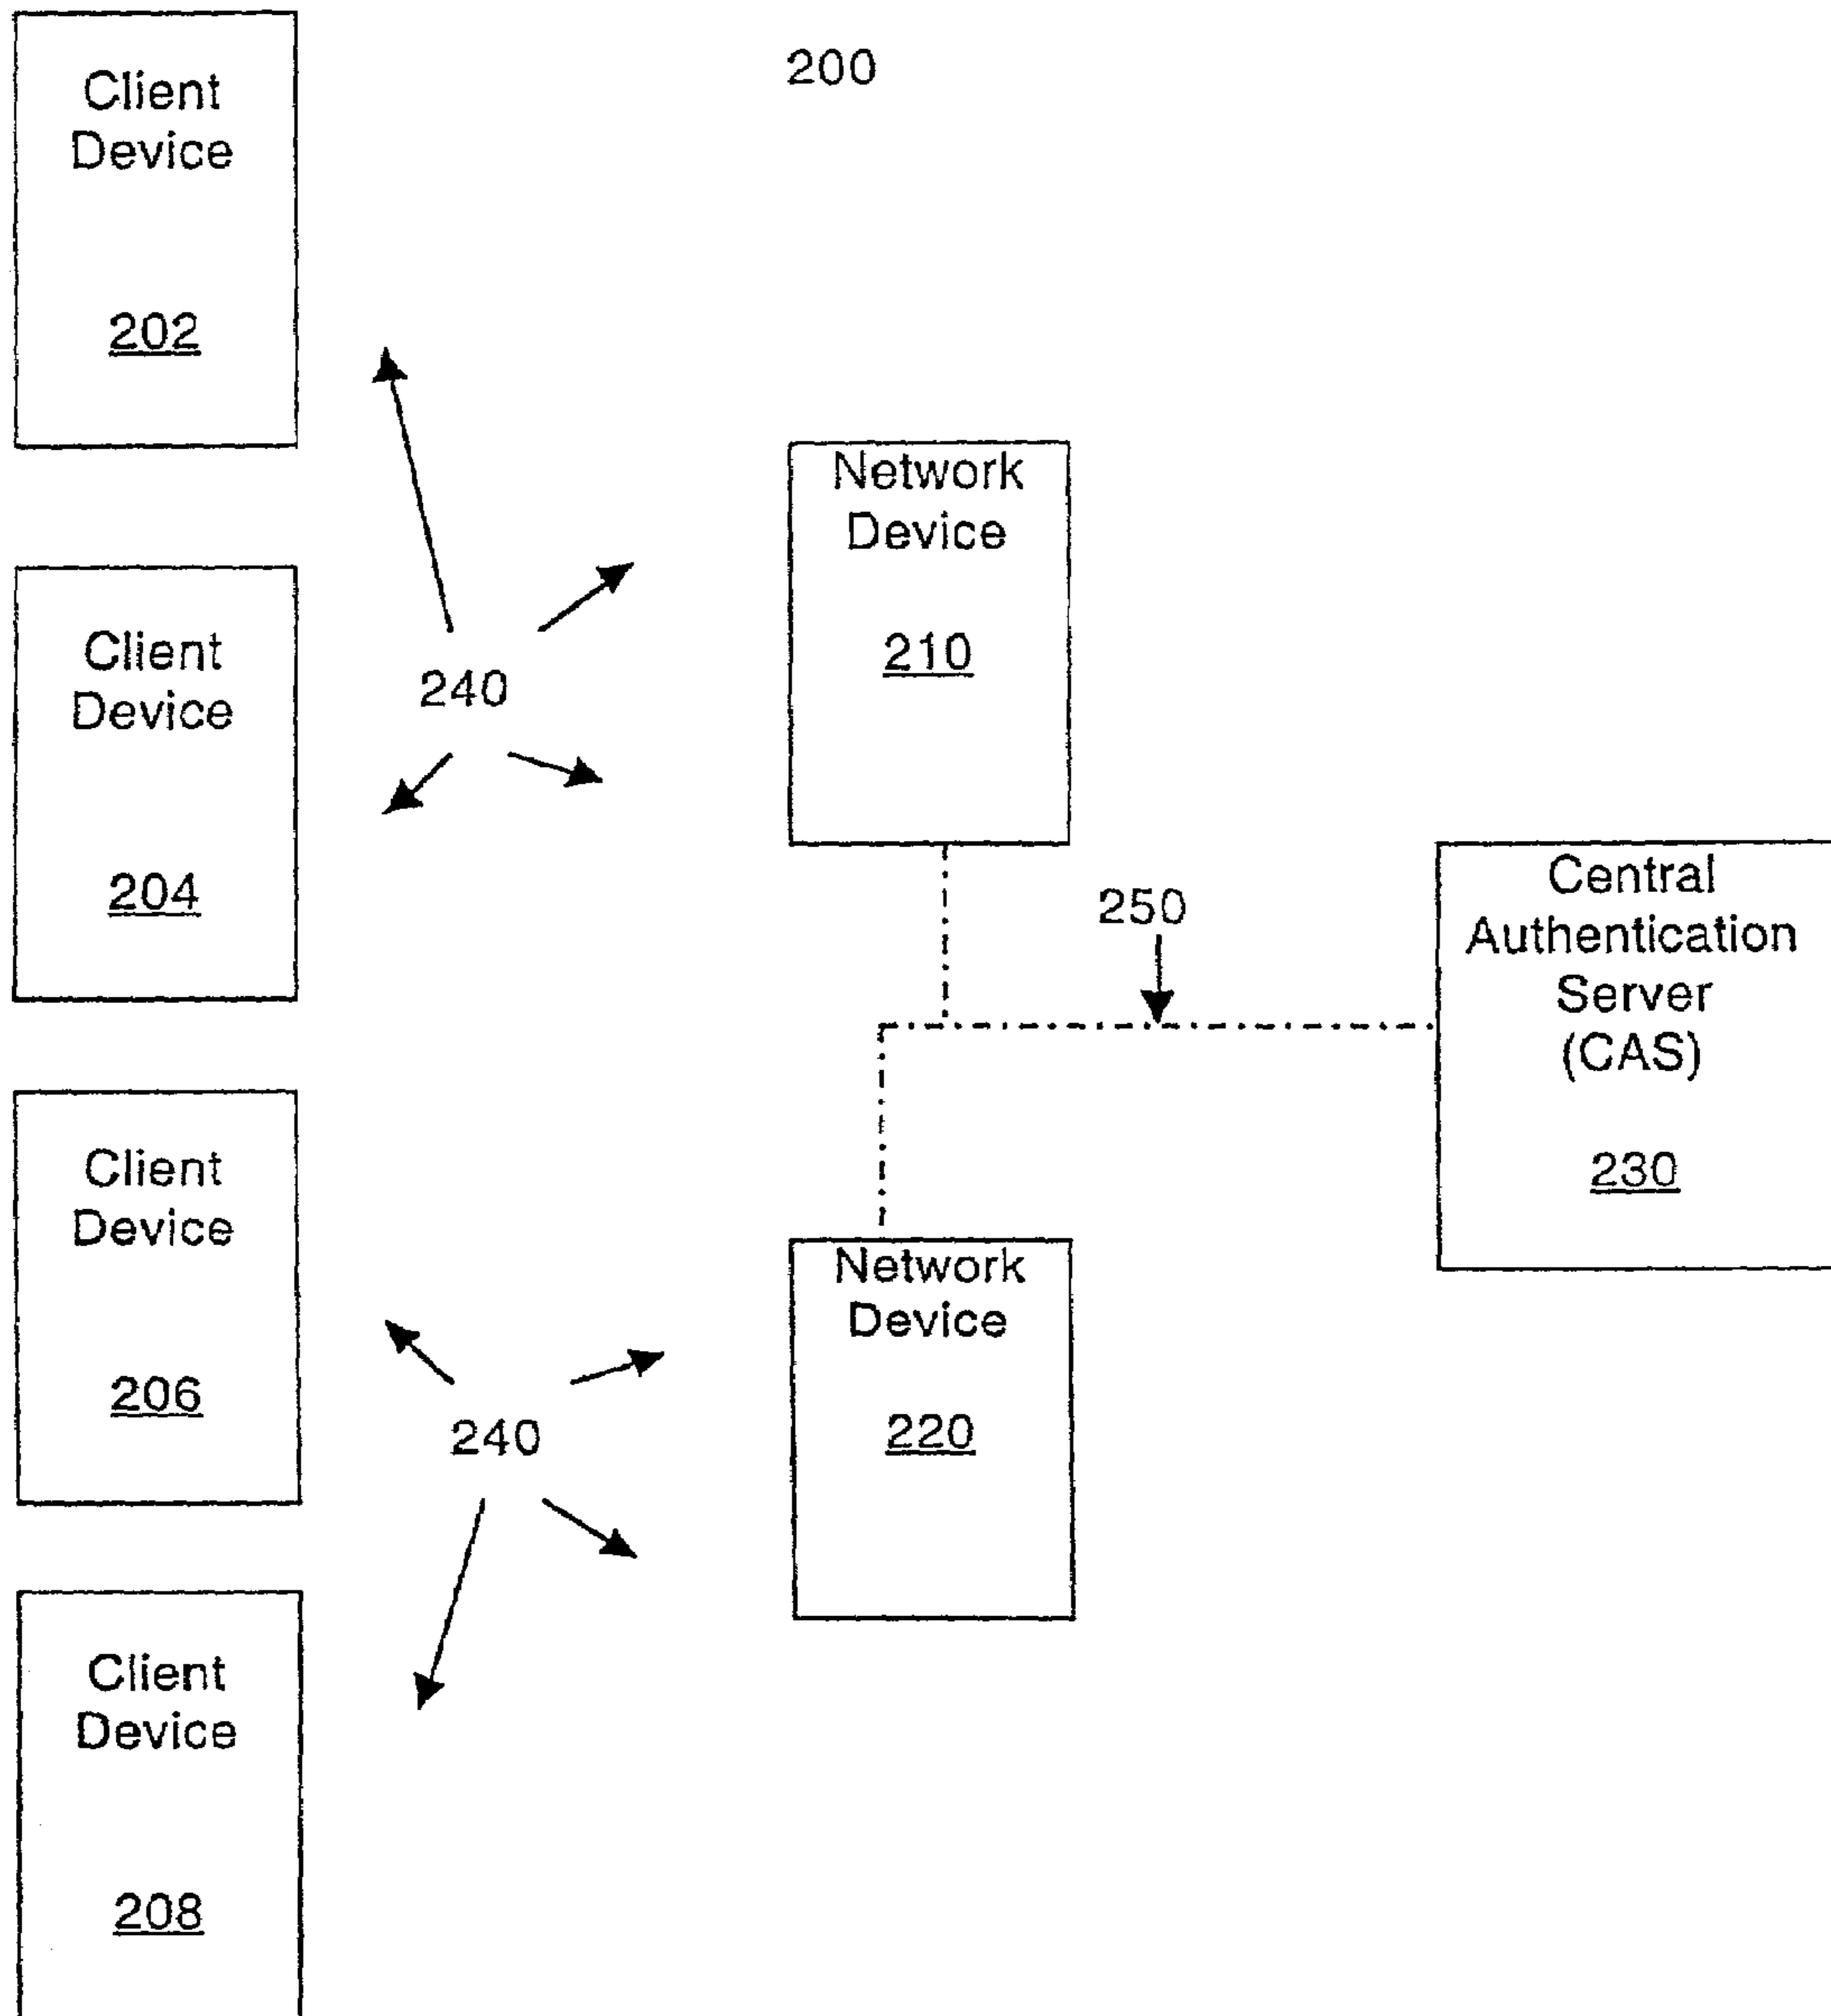 200
Client
Device
202
Client
Device
204
Client
Device
206
Client
Device
208
240
240
Network
Device
210
Network
Device
220
250
Central
Authentication
Server
(CAS)
230